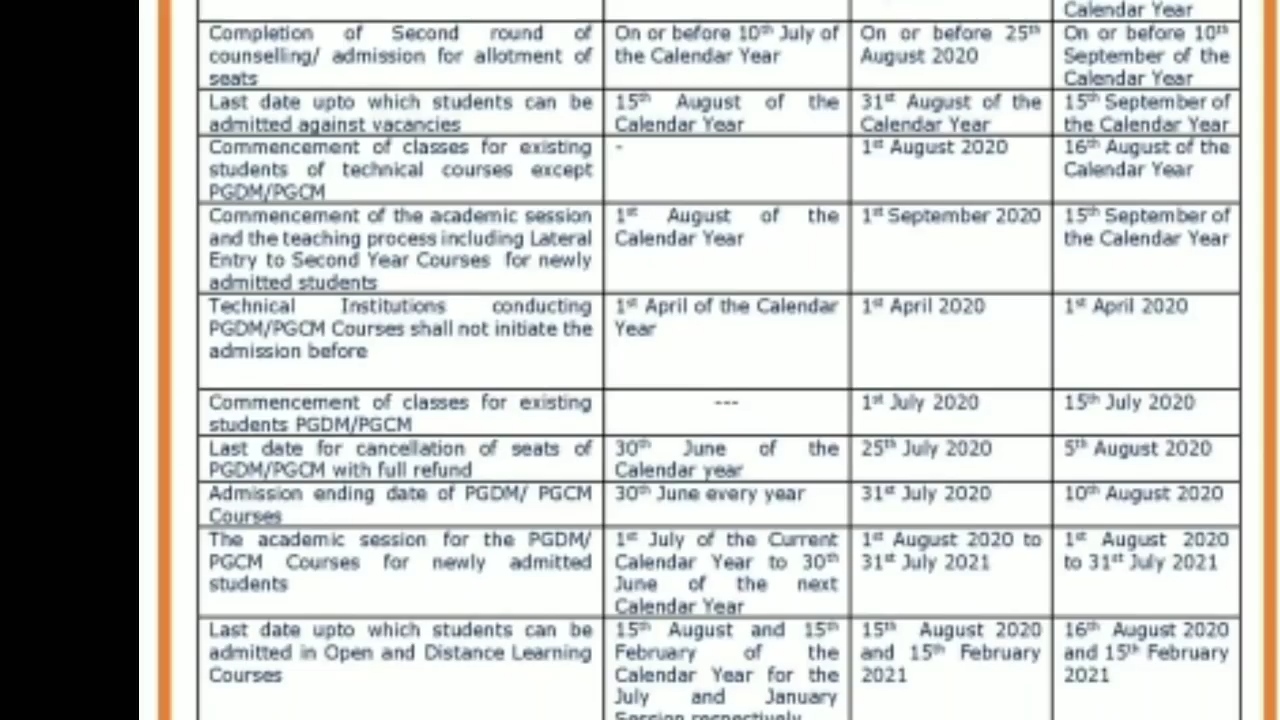 Calendar Year
Completion of Second round of
counselling/ admission for allotment of
seats
On or before 10th July of
the Calendar Year
On or before 25th
August 2020
On or before 10th
September of the
Calendar Year
Last date upto which students can be
admitted against vacancies
15th August of the
Calendar Year
31st August of the
Calendar Year
15th September of
the Calendar Year
Commencement of classes for existing
students of technical courses except
PGDM/PGCM
-
1st August 2020
16th August of the
Calendar Year
Commencement of the academic session
and the teaching process including Lateral
Entry to Second Year Courses for newly
admitted students
1st August of the
Calendar Year
1st September 2020
15th September of
the Calendar Year
Technical Institutions conducting
PGDM/PGCM Courses shall not initiate the
admission before
1st April of the Calendar
Year
1st April 2020
1st April 2020
Commencement of classes for existing
students PGDM/PGCM
---
1st July 2020
15th July 2020
Last date for cancellation of seats of
PGDM/PGCM with full refund
30th June of the
Calendar year
25th July 2020
5th August 2020
Admission ending date of PGDM/ PGCM
Courses
30th June every year
31st July 2020
10th August 2020
The academic session for the PGDM/
PGCM Courses for newly admitted
students
1st July of the Current
Calendar Year to 30th
June of the next
Calendar Year
1st August 2020 to
31st July 2021
1st August 2020
to 31st July 2021
Last date upto which students can be
admitted in Open and Distance Learning
Courses
15th August and 15th
February of the
Calendar Year for the
July and January
Session respectively
15th August 2020
and 15th February
2021
16th August 2020
and 15th February
2021